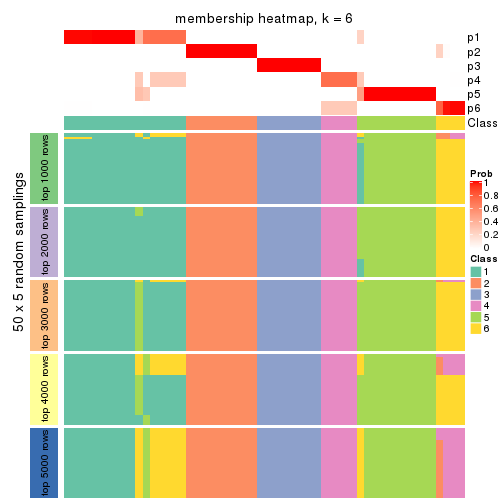 membership heatmap, k = 6
p1
p2
p3
p4
p5
p6
Class
50 x 5 random samplings
top 1000 rows
top 2000 rows
top 3000 rows
top 4000 rows
top 5000 rows
Prob
1
0.8
0.6
0.4
0.2
0
Class
1
2
3
4
5
6